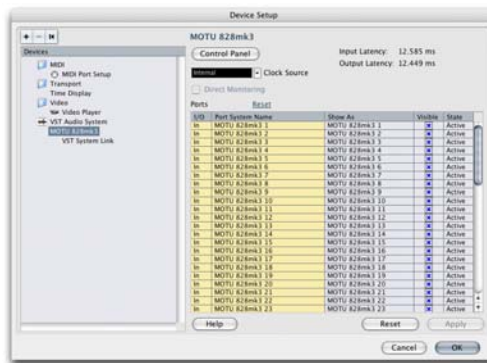 Device Setup
+ −
Devices
MIDI
MIDI Port Setup
Transport
Time Display
Video
Video Player
VST Audio System
MOTU 828mk3
VST System Link
MOTU 828mk3
Control Panel
Input Latency: 12.585 ms
Output Latency: 12.449 ms
Internal Clock Source
Direct Monitoring
Ports Reset
I/O Port System Name Show As Visible State
In MOTU 828mk3 1 MOTU 828mk3 1 Active
In MOTU 828mk3 2 MOTU 828mk3 2 Active
In MOTU 828mk3 3 MOTU 828mk3 3 Active
In MOTU 828mk3 4 MOTU 828mk3 4 Active
In MOTU 828mk3 5 MOTU 828mk3 5 Active
In MOTU 828mk3 6 MOTU 828mk3 6 Active
In MOTU 828mk3 7 MOTU 828mk3 7 Active
In MOTU 828mk3 8 MOTU 828mk3 8 Active
In MOTU 828mk3 9 MOTU 828mk3 9 Active
In MOTU 828mk3 10 MOTU 828mk3 10 Active
In MOTU 828mk3 11 MOTU 828mk3 11 Active
In MOTU 828mk3 12 MOTU 828mk3 12 Active
In MOTU 828mk3 13 MOTU 828mk3 13 Active
In MOTU 828mk3 14 MOTU 828mk3 14 Active
In MOTU 828mk3 15 MOTU 828mk3 15 Active
In MOTU 828mk3 16 MOTU 828mk3 16 Active
In MOTU 828mk3 17 MOTU 828mk3 17 Active
In MOTU 828mk3 18 MOTU 828mk3 18 Active
In MOTU 828mk3 19 MOTU 828mk3 19 Active
In MOTU 828mk3 20 MOTU 828mk3 20 Active
In MOTU 828mk3 21 MOTU 828mk3 21 Active
In MOTU 828mk3 22 MOTU 828mk3 22 Active
In MOTU 828mk3 23 MOTU 828mk3 23 Active
Help Reset Apply
Cancel OK